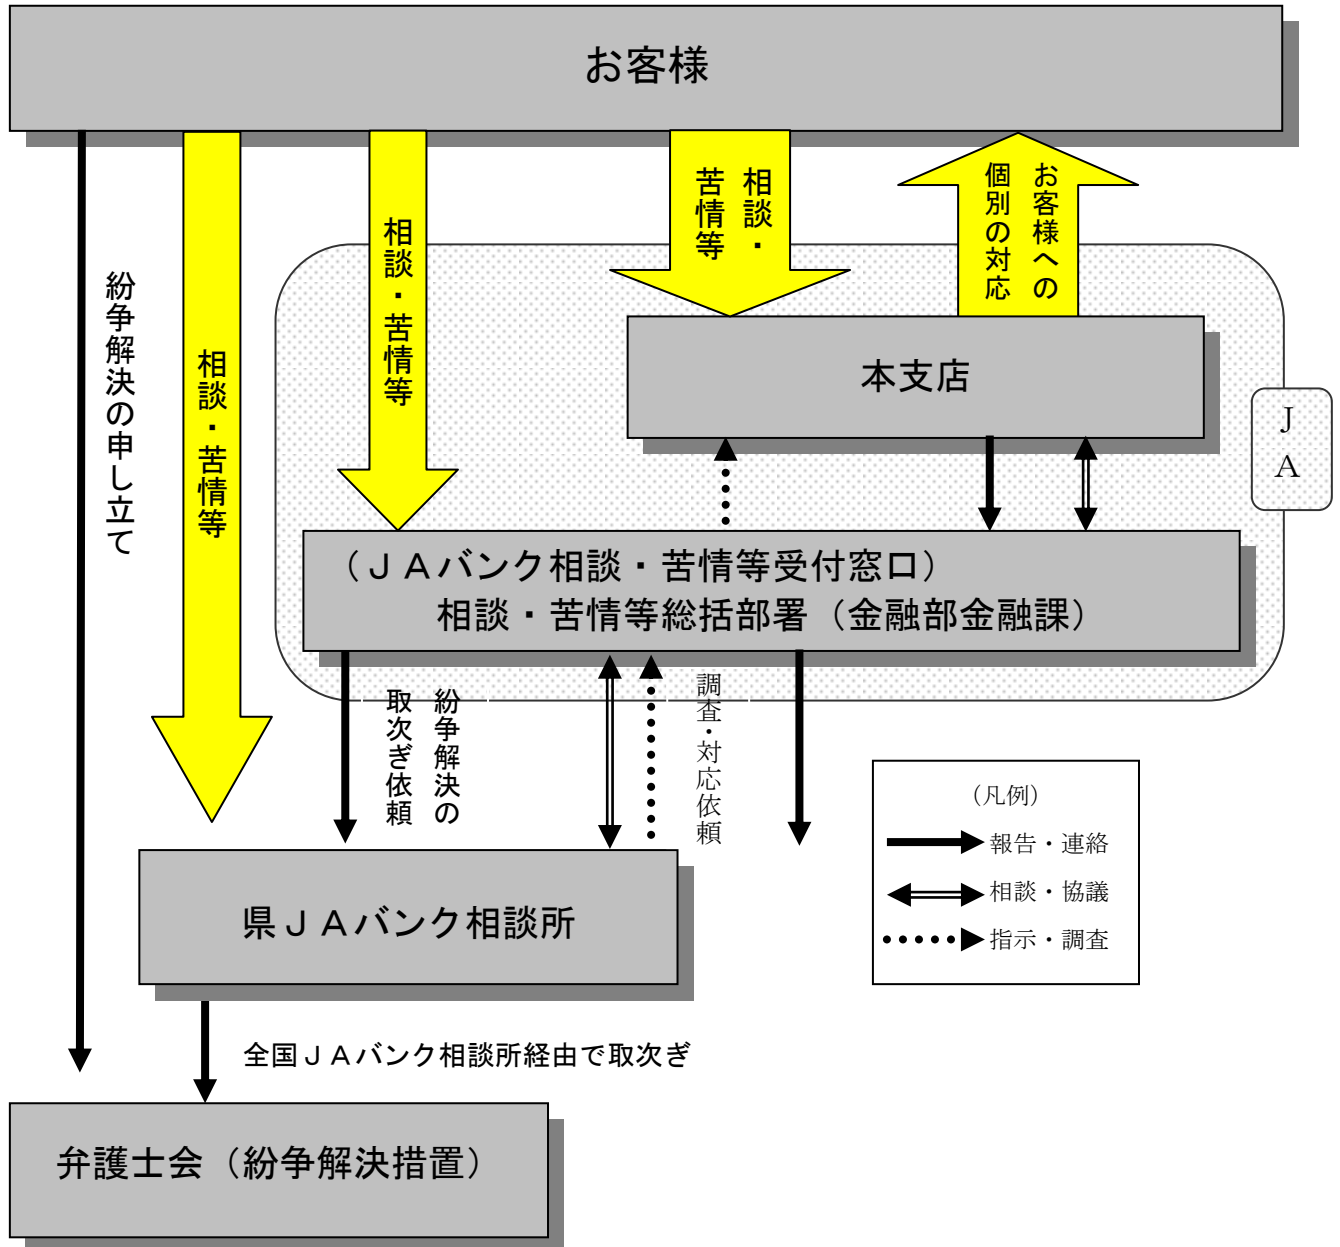 お客様
紛争解決の申し立て
相談・苦情等
相談・苦情等
相談・
苦情等
お客様への
個別の対応
本支店
J
A
（ＪＡバンク相談・苦情等受付窓口）
相談・苦情等総括部署（金融部金融課）
紛争解決の
取次ぎ依頼
調査・対応依頼
（凡例）
報告・連絡
相談・協議
指示・調査
県ＪＡバンク相談所
全国ＪＡバンク相談所経由で取次ぎ
弁護士会（紛争解決措置）